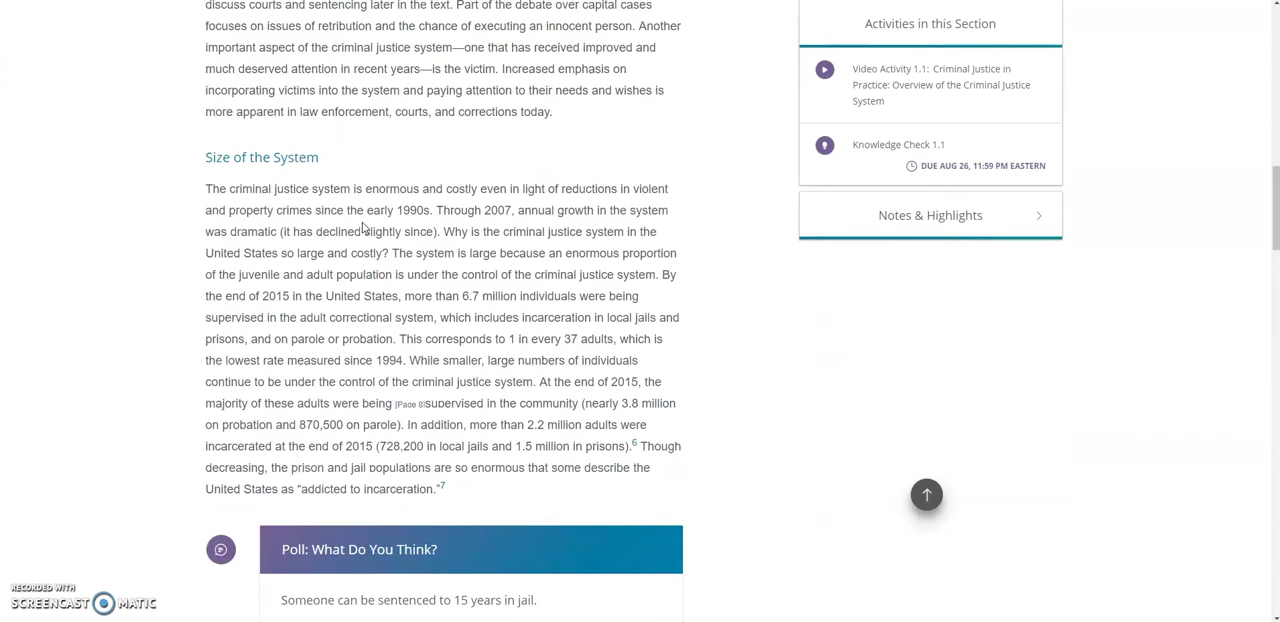 discuss courts and sentencing later in the text. Part of the debate over capital cases
focuses on issues of retribution and the chance of executing an innocent person. Another
important aspect of the criminal justice system—one that has received improved and
much deserved attention in recent years—is the victim. Increased emphasis on
incorporating victims into the system and paying attention to their needs and wishes is
more apparent in law enforcement, courts, and corrections today.
Size of the System
The criminal justice system is enormous and costly even in light of reductions in violent
and property crimes since the early 1990s. Through 2007, annual growth in the system
was dramatic (it has declined slightly since). Why is the criminal justice system in the
United States so large and costly? The system is large because an enormous proportion
of the juvenile and adult population is under the control of the criminal justice system. By
the end of 2015 in the United States, more than 6.7 million individuals were being
supervised in the adult correctional system, which includes incarceration in local jails and
prisons, and on parole or probation. This corresponds to 1 in every 37 adults, which is
the lowest rate measured since 1994. While smaller, large numbers of individuals
continue to be under the control of the criminal justice system. At the end of 2015, the
majority of these adults were being [Page 8]supervised in the community (nearly 3.8 million
on probation and 870,500 on parole). In addition, more than 2.2 million adults were
incarcerated at the end of 2015 (728,200 in local jails and 1.5 million in prisons).6 Though
decreasing, the prison and jail populations are so enormous that some describe the
United States as “addicted to incarceration.”7
Poll: What Do You Think?
Someone can be sentenced to 15 years in jail.
Activities in this Section
Video Activity 1.1: Criminal Justice in
Practice: Overview of the Criminal Justice
System
Knowledge Check 1.1
DUE AUG 26, 11:59 PM EASTERN
Notes & Highlights
RECORDED WITH
SCREENCAST MATIC